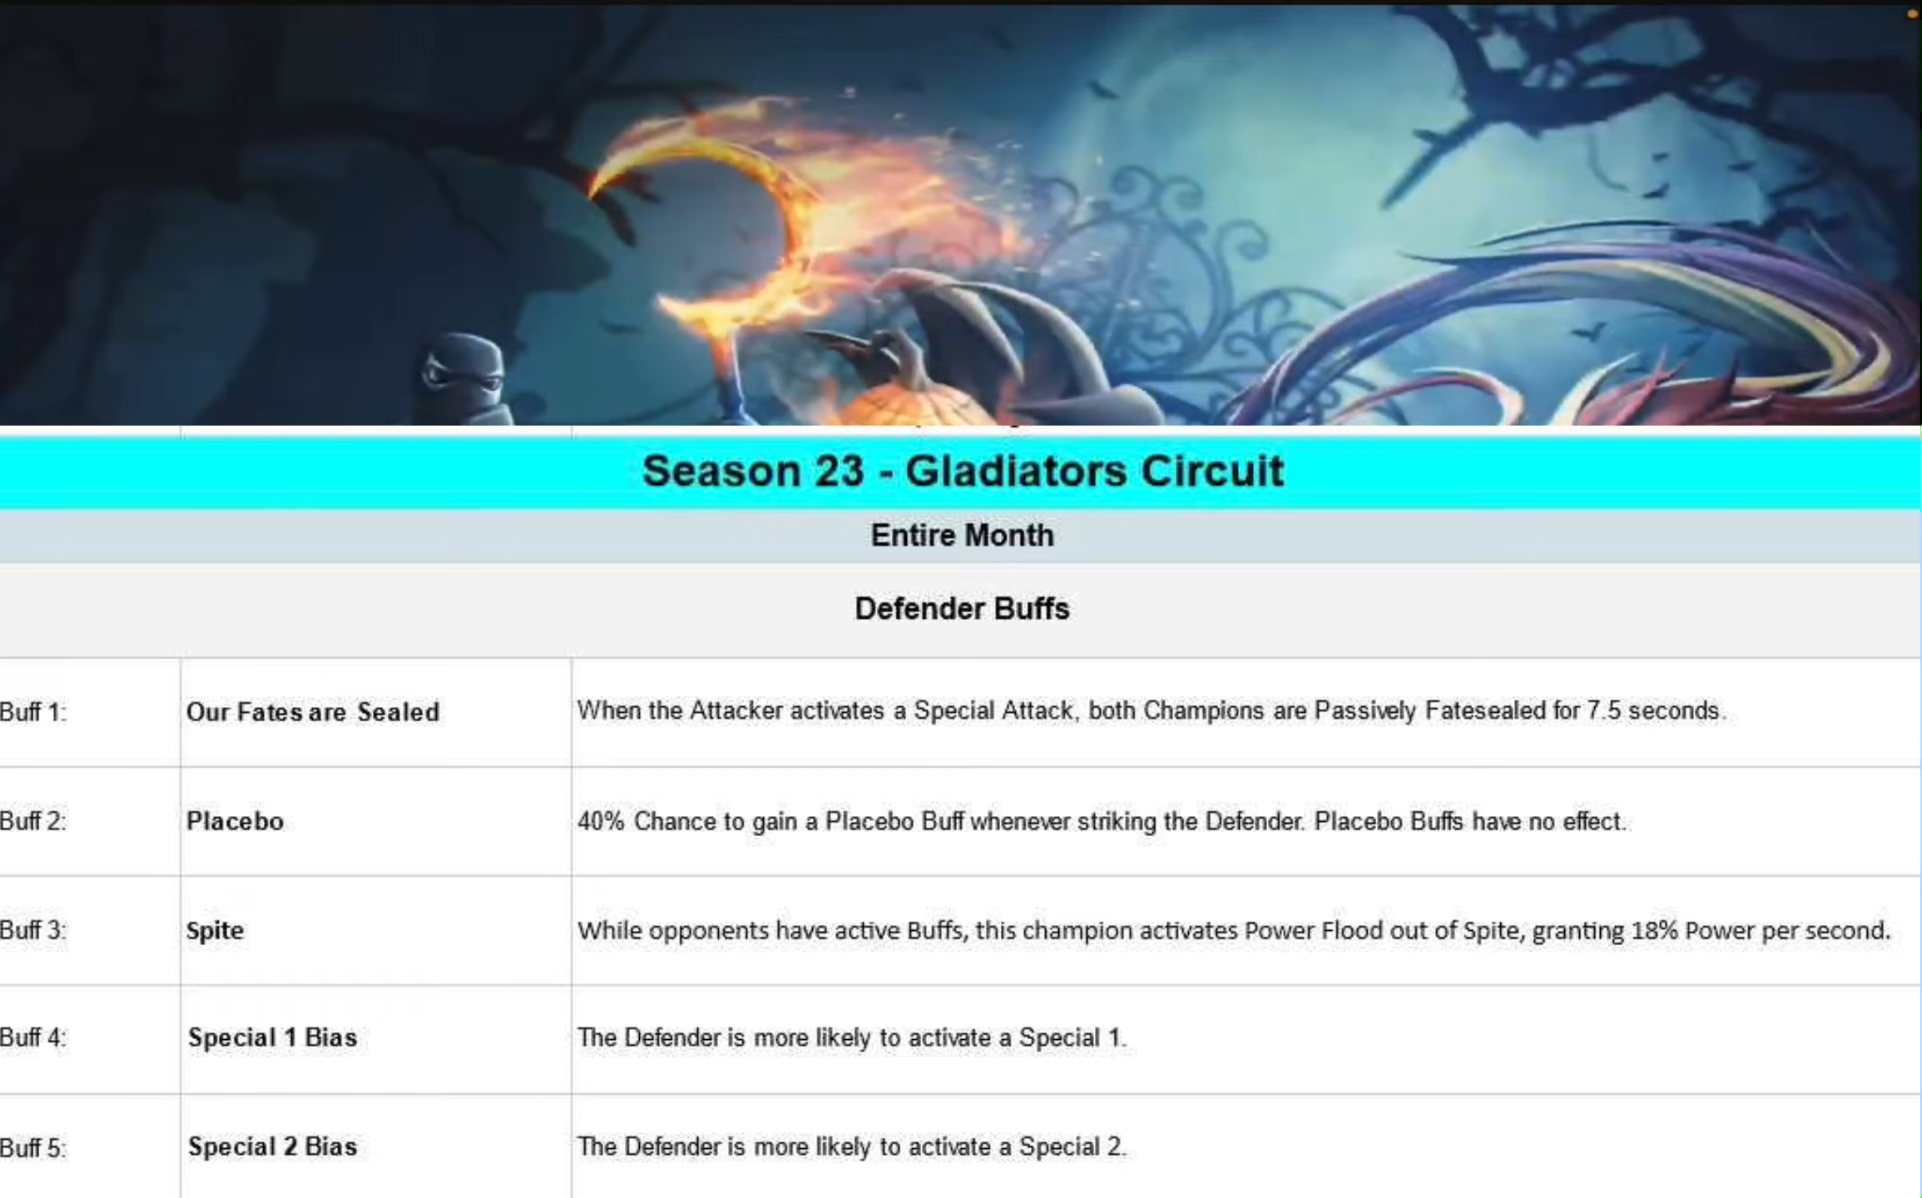 Season 23 - Gladiators Circuit
Entire Month
Defender Buffs
Buff 1: Our Fates are Sealed When the Attacker activates a Special Attack, both Champions are Passively Fatesealed for 7.5 seconds.
Buff 2: Placebo 40% Chance to gain a Placebo Buff whenever striking the Defender. Placebo Buffs have no effect.
Buff 3: Spite While opponents have active Buffs, this champion activates Power Flood out of Spite, granting 18% Power per second.
Buff 4: Special 1 Bias The Defender is more likely to activate a Special 1.
Buff 5: Special 2 Bias The Defender is more likely to activate a Special 2.